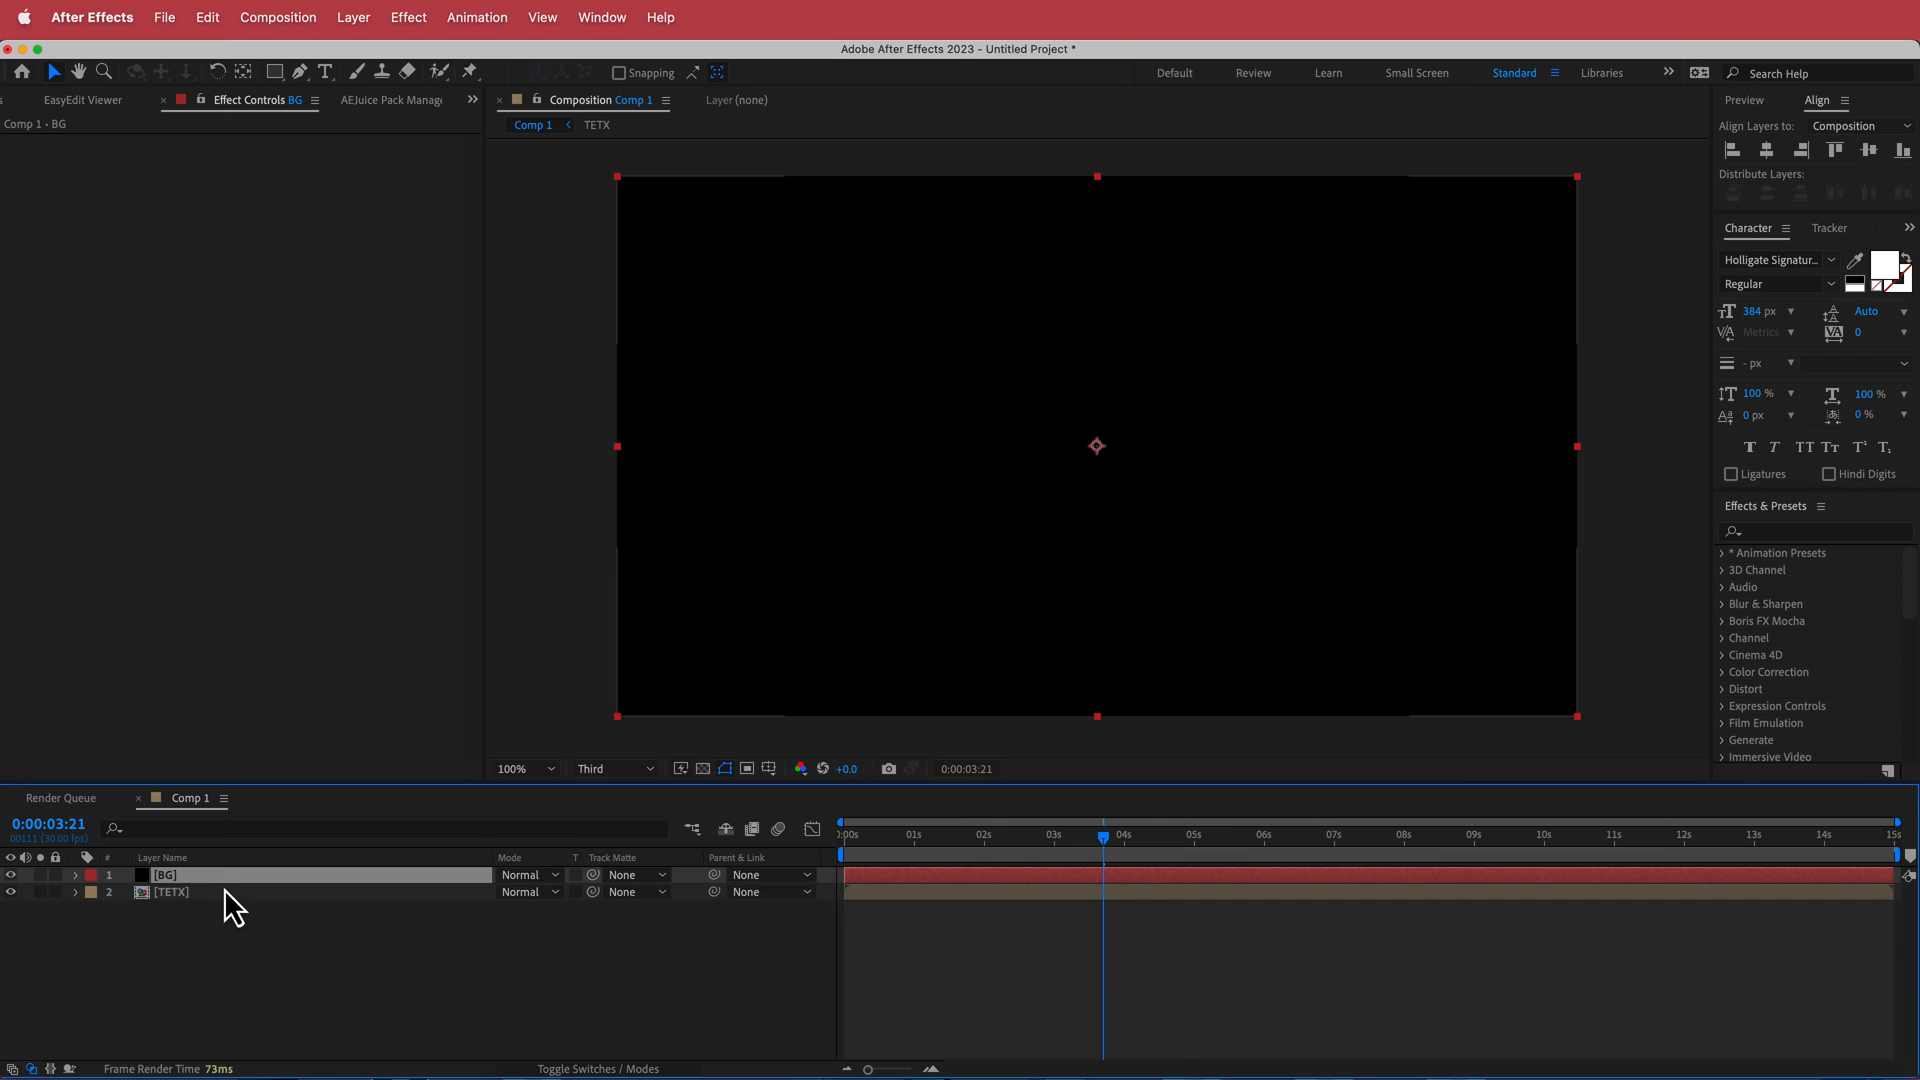 After Effects File Edit Composition Layer Effect Animation View Window Help
Adobe After Effects 2023 - Untitled Project *
Snapping Default Review Learn Small Screen Standard Libraries Search Help
EasyEdit Viewer Effect Controls BG AEJuice Pack Manag Composition Comp 1 Layer (none) Preview Align
Comp 1 • BG
Comp 1 TETX
Align Layers to: Composition
Distribute Layers:
Character Tracker
Holligate Signatur...
Regular
384 px Auto
Metrics 0
- px
100 % 100 %
0 px 0 %
Ligatures Hindi Digits
Effects & Presets
* Animation Presets
3D Channel
Audio
Blur & Sharpen
Boris FX Mocha
Channel
Cinema 4D
Color Correction
Distort
Expression Controls
Film Emulation
Generate
Immersive Video
100% Third +0.0 0:00:03:21
Render Queue Comp 1
0:00:03:21
00111 (30.00 fps)
:00s 01s 02s 03s 04s 05s 06s 07s 08s 09s 10s 11s 12s 13s 14s 15s
# Layer Name Mode T Track Matte Parent & Link
1 [BG] Normal None None
2 [TETX] Normal None None
Frame Render Time 73ms Toggle Switches / Modes